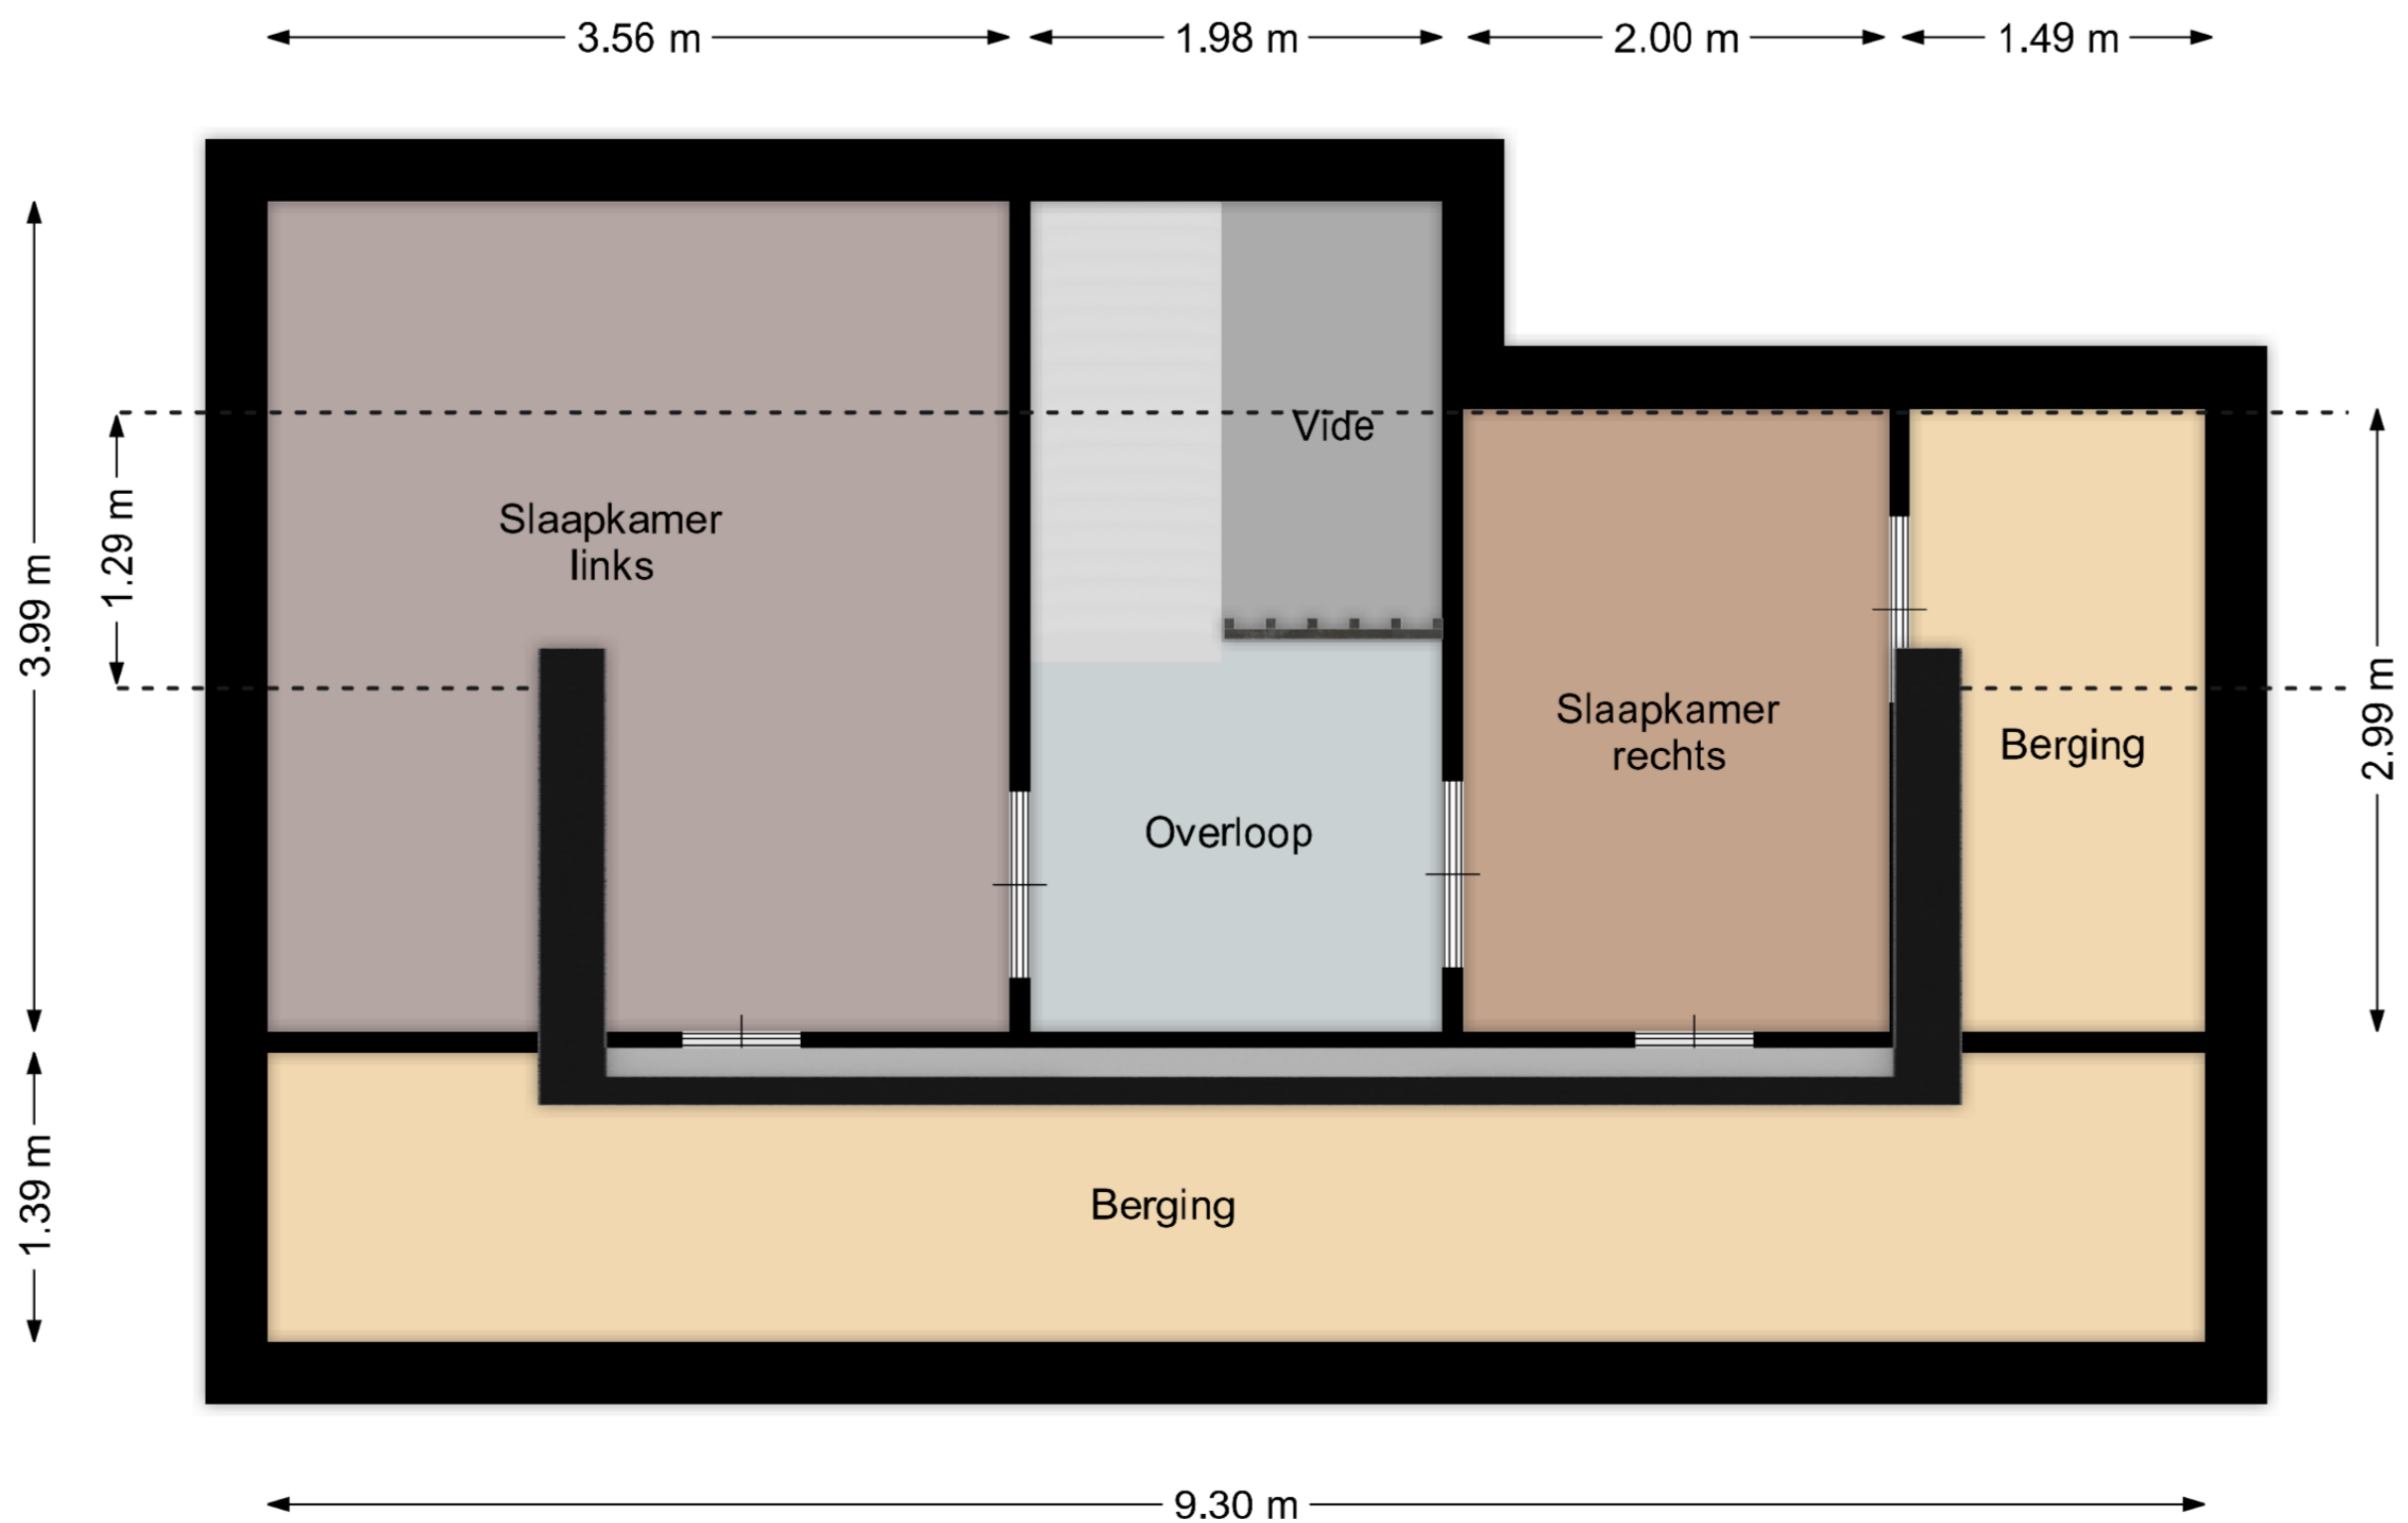 3.56 m
1.98 m
2.00 m
1.49 m
3.99 m
1.29 m
Vide
Slaapkamer
links
2.99 m
Slaapkamer
rechts
Berging
Overloop
1.39 m
Berging
9.30 m